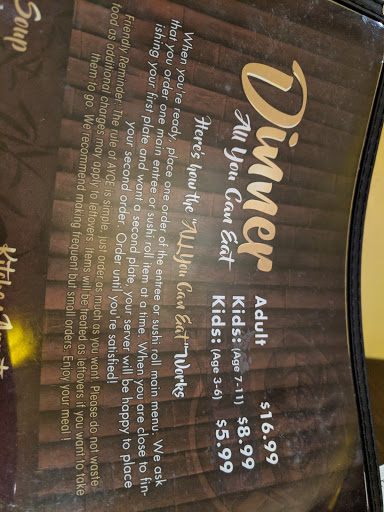 Dinner
All You Can Eat
Adult $16.99
Kids: (Age 7-11) $8.99
Kids: (Age 3-6) $5.99
Here's how the "All You Can Eat" Works
When you're ready, place one order of the entree or sushi roll main menu. We ask
that you order one main entree or sushi roll item at a time. When you are close to fin-
ishing your first plate and want a second plate, your server will be happy to place
your second order. Order until you're satisfied!
Friendly Reminder: The rule of AYCE is simple, just order as much as you want. Please do not waste
food as additional charges may apply to leftovers. Items will be treated as leftovers if you want to take
them to go. We recommend making frequent but small orders. Enjoy your meal!
Soup